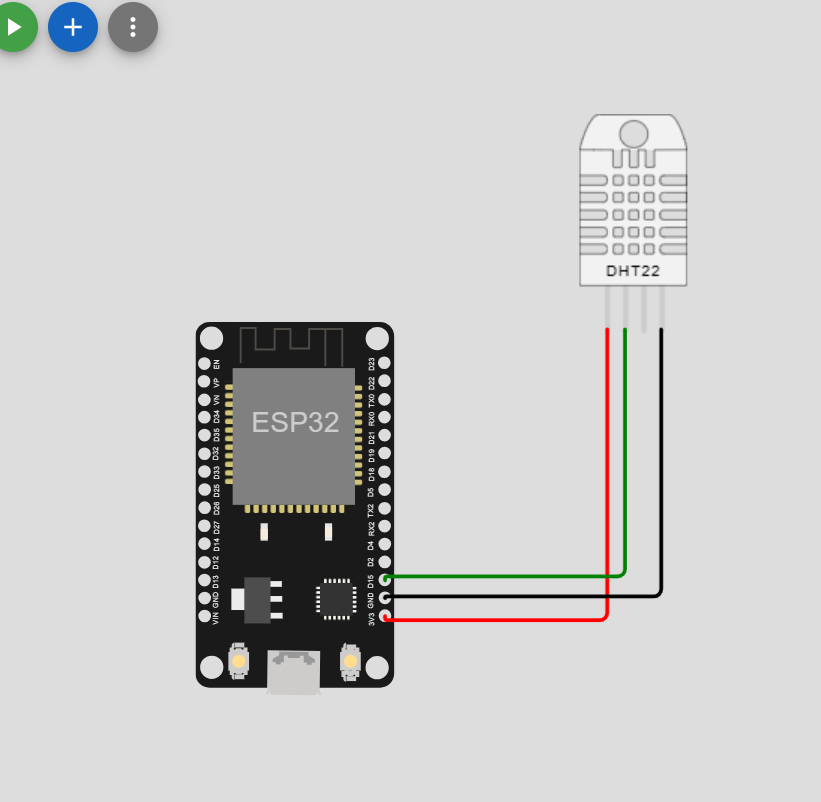 DHT22
ESP32
EN
VP
VN
D34
D35
D32
D33
D25
D26
D27
D14
D12
D13
GND
VIN
D23
D22
TX0
RX0
D21
D19
D18
D5
TX2
RX2
D4
D2
D15
GND
3V3